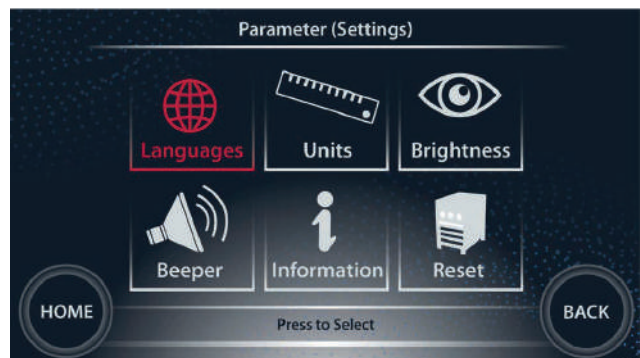 Parameter (Settings)
Languages Units Brightness
Beeper Information Reset
HOME BACK
Press to Select